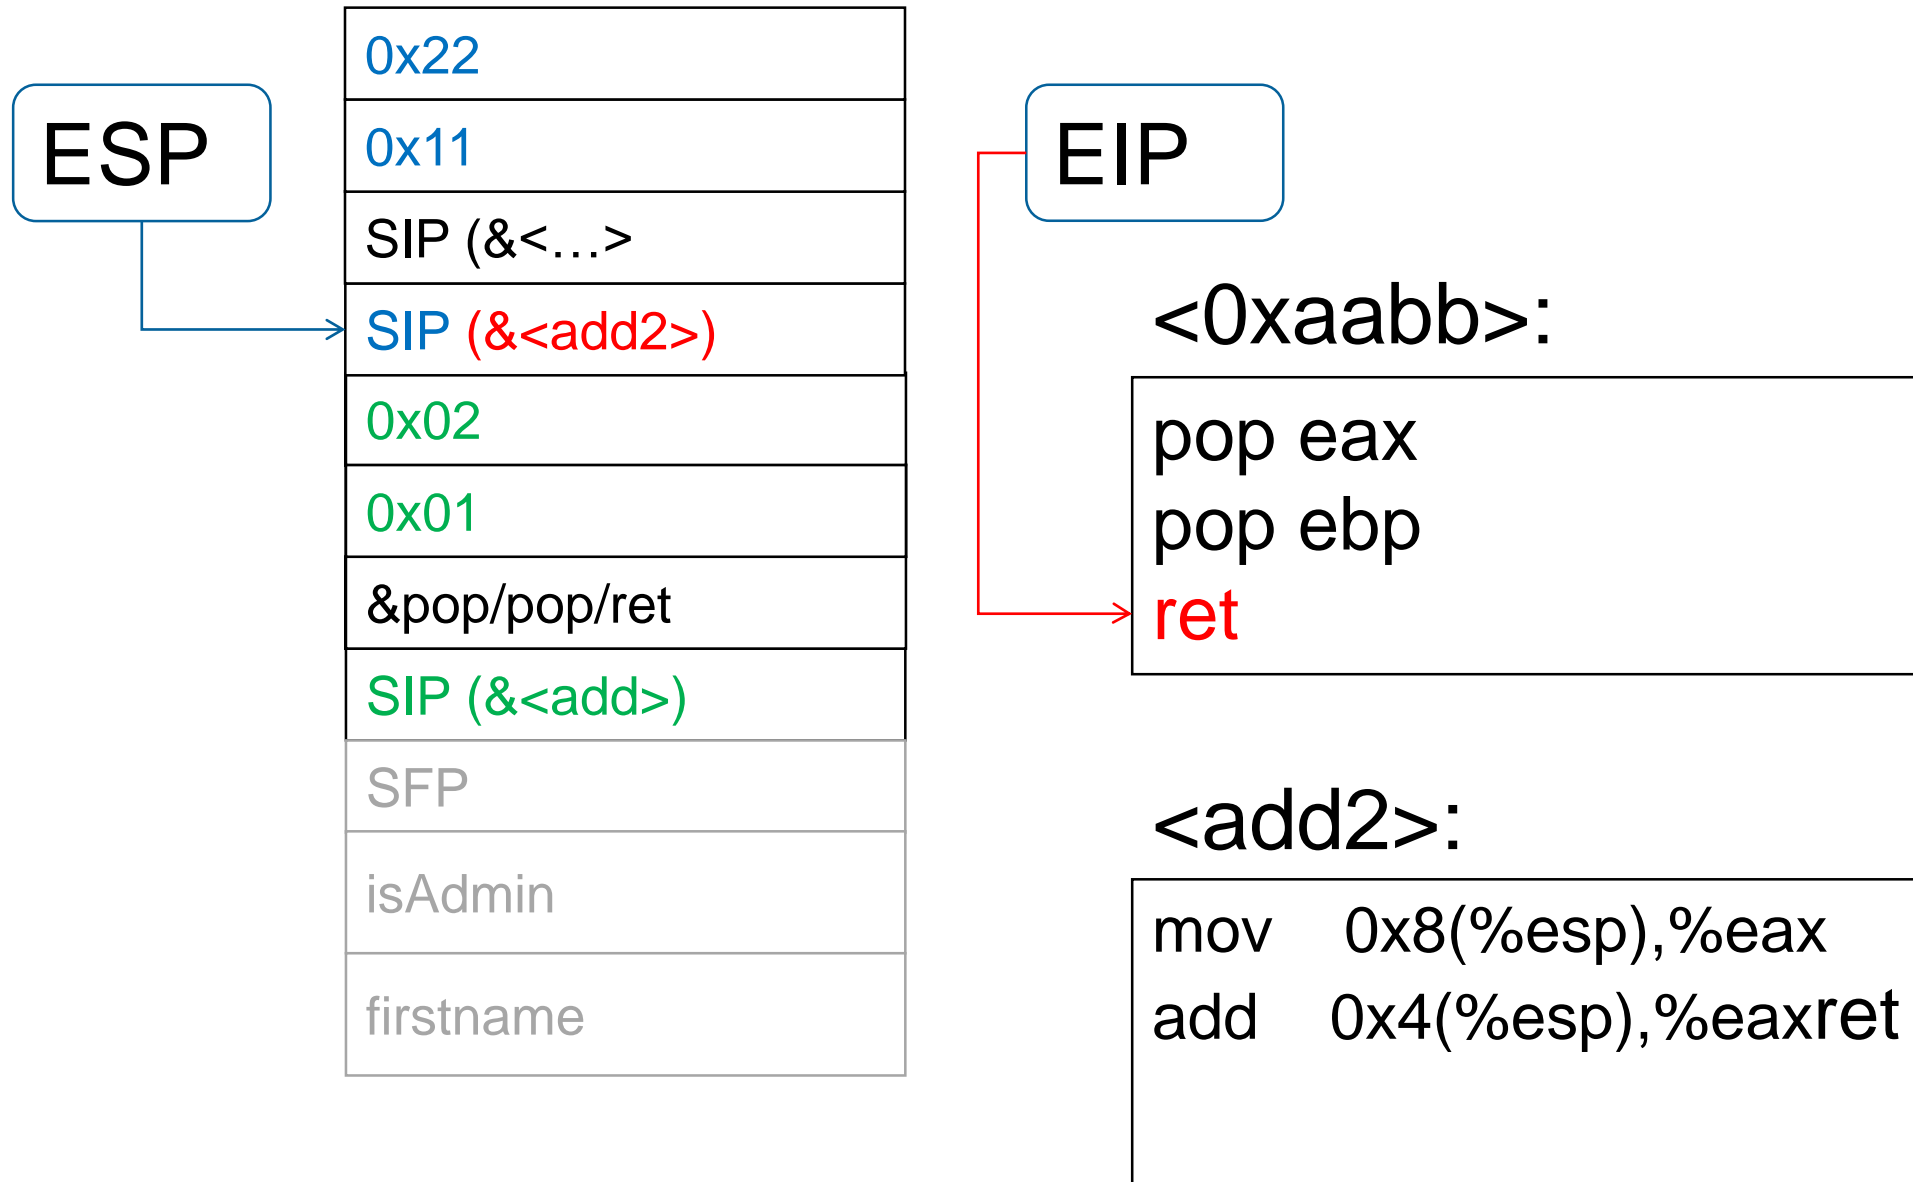 ESP
0x22
0x11
SIP (&<…>
SIP (&<add2>)
0x02
0x01
&pop/pop/ret
SIP (&<add>)
SFP
isAdmin
firstname
EIP
<0xaabb>:
pop eax
pop ebp
ret
<add2>:
mov 0x8(%esp),%eax
add 0x4(%esp),%eaxret